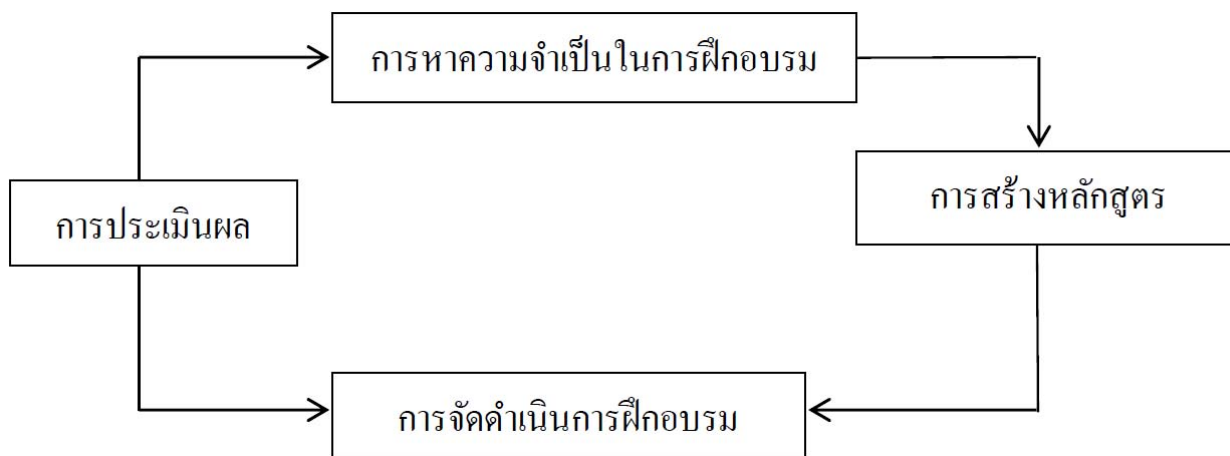 การหาความจำเป็นในการฝึกอบรม
การสร้างหลักสูตร
การประเมินผล
การจัดดำเนินการฝึกอบรม